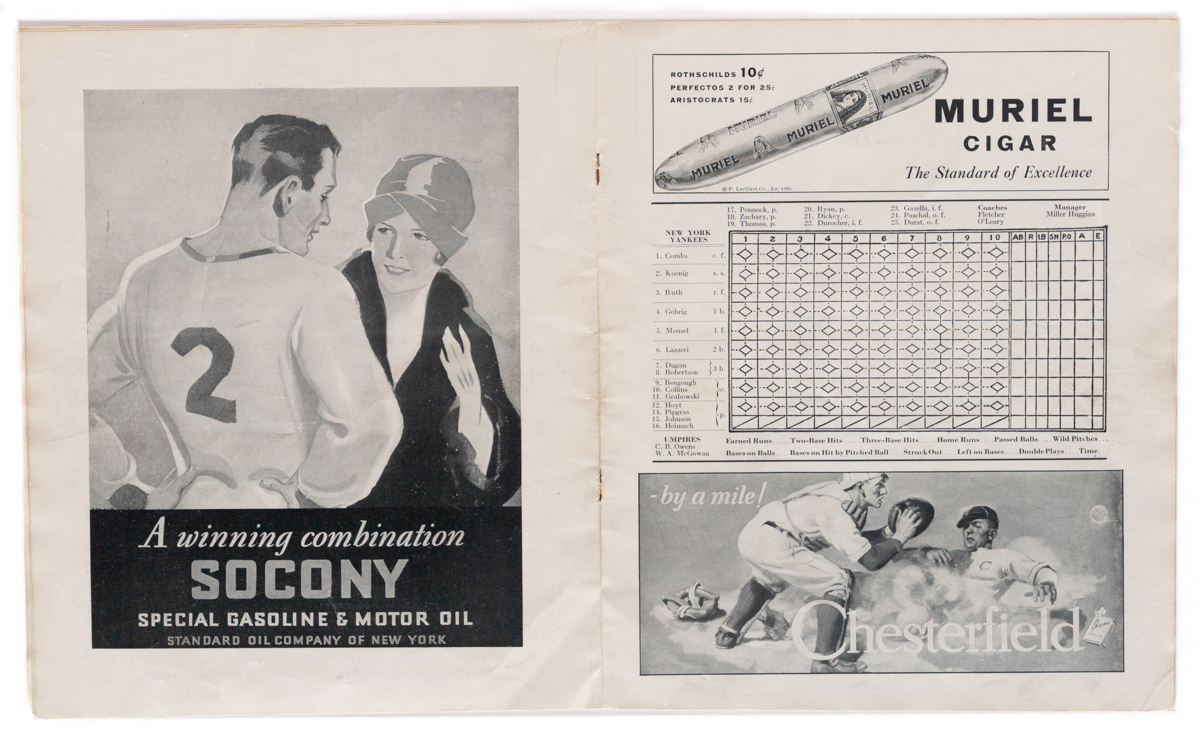 2
A winning combination
SOCONY
SPECIAL GASOLINE & MOTOR OIL
STANDARD OIL COMPANY OF NEW YORK
ROTHSCHILDS 10¢
PERFECTOS 2 FOR 25¢
ARISTOCRATS 15¢
MURIEL
MURIEL
MURIEL
MURIEL
MURIEL
MURIEL
CIGAR
The Standard of Excellence
© P. Lorillard Co., Est. 1760
17. Pennock, p. 20. Ryan, p. 23. Gazella, i. f. Coaches Manager
18. Zachary, p. 21. Dickey, c. 24. Paschal, o. f. Fletcher Miller Huggins
19. Thomas, p. 22. Durocher, i. f. 25. Durst, o. f. O'Leary
NEW YORK
YANKEES 1 2 3 4 5 6 7 8 9 10 AB R 1B SH P.O A E
1. Combs c. f.
2. Koenig s. s.
3. Ruth r. f.
4. Gehrig 1 b.
5. Meusel l. f.
6. Lazzeri 2 b.
7. Dugan
8. Robertson 3 b.
9. Bengough
10. Collins c.
11. Grabowski
12. Hoyt
14. Pipgras p.
15. Johnson
16. Heimach
UMPIRES
C. B. Owens
W. A. McGowan
Earned Runs.... Two-Base Hits.... Three-Base Hits.... Home Runs.... Passed Balls.... Wild Pitches...
Bases on Balls.... Bases on Hit by Pitched Ball.... Struck Out.... Left on Bases.... Double Plays.... Time...
-by a mile!
C
Chesterfield